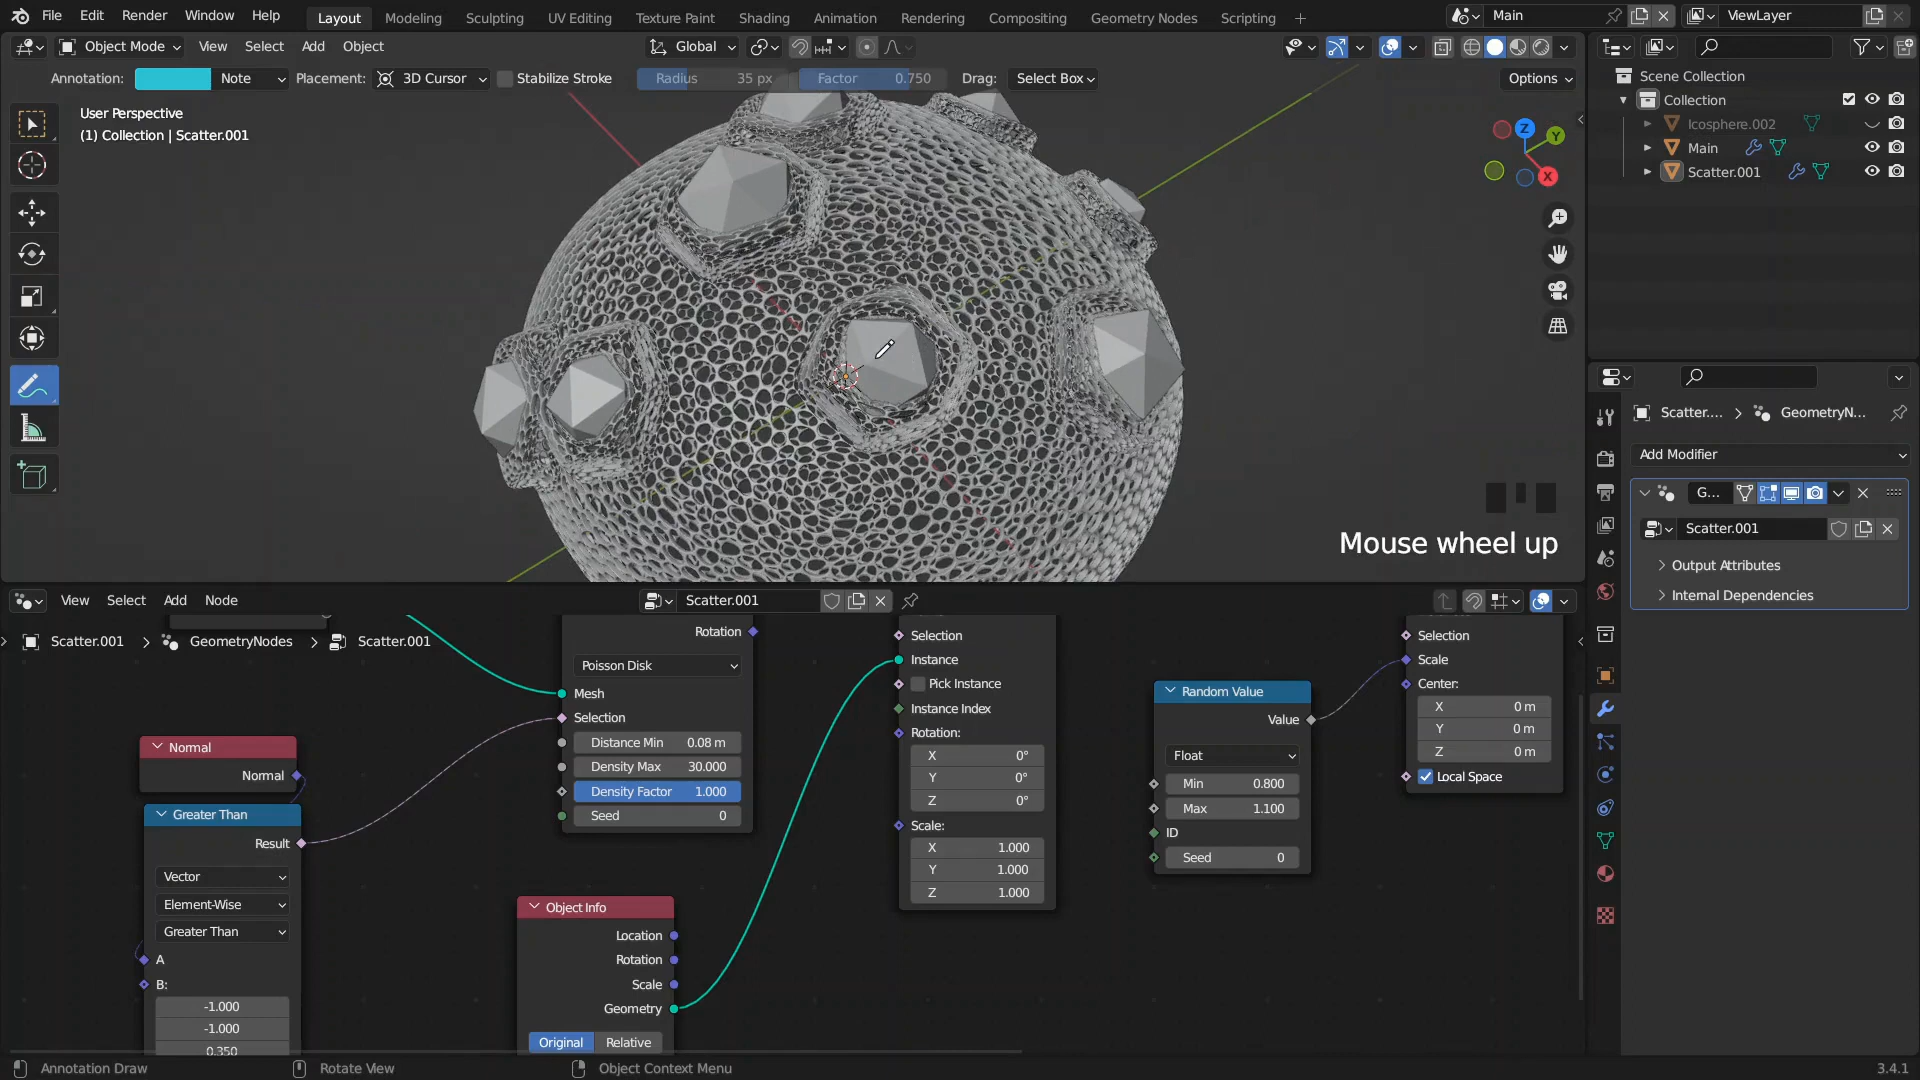 File Edit Render Window Help Layout Modeling Sculpting UV Editing Texture Paint Shading Animation Rendering Compositing Geometry Nodes Scripting + Main ViewLayer
Object Mode View Select Add Object Global
Annotation: Note Placement: 3D Cursor Stabilize Stroke Radius 35 px Factor 0.750 Drag: Select Box Options
User Perspective
(1) Collection | Scatter.001
Z
Y
X
Mouse wheel up
Scene Collection
Collection
Icosphere.002
Main
Scatter.001
Scatter.... > GeometryN...
Add Modifier
G...
Scatter.001
Output Attributes
Internal Dependencies
View Select Add Node Scatter.001
Scatter.001 > GeometryNodes > Scatter.001
Normal
Normal
Greater Than
Result
Vector
Element-Wise
Greater Than
A
B:
-1.000
-1.000
0.350
Rotation
Poisson Disk
Mesh
Selection
Distance Min 0.08 m
Density Max 30.000
Density Factor 1.000
Seed 0
Object Info
Location
Rotation
Scale
Geometry
Original Relative
Selection
Instance
Pick Instance
Instance Index
Rotation:
X 0°
Y 0°
Z 0°
Scale:
X 1.000
Y 1.000
Z 1.000
Random Value
Value
Float
Min 0.800
Max 1.100
ID
Seed 0
Selection
Scale
Center:
X 0 m
Y 0 m
Z 0 m
Local Space
Annotation Draw Rotate View Object Context Menu 3.4.1